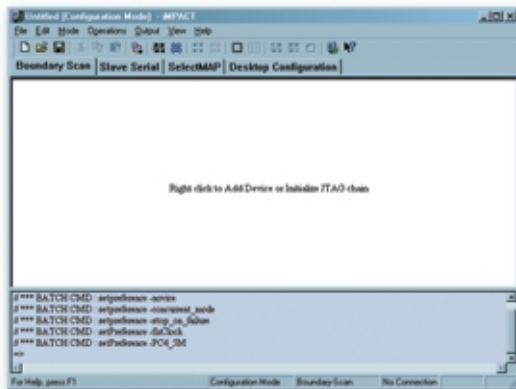 Untitled [Configuration Mode] - iMPACT
File Edit Mode Operations Output View Help
Boundary Scan Slave Serial SelectMAP Desktop Configuration
Right click to Add Device or Initialize JTAG chain
// *** BATCH CMD : setpreference -novice
// *** BATCH CMD : setpreference -concurrent_mode
// *** BATCH CMD : setpreference -stop_on_failure
// *** BATCH CMD : setPreference
// *** BATCH CMD : setPreference -PC4_5M
=>
For Help, press F1 Configuration Mode Boundary-Scan No Connection